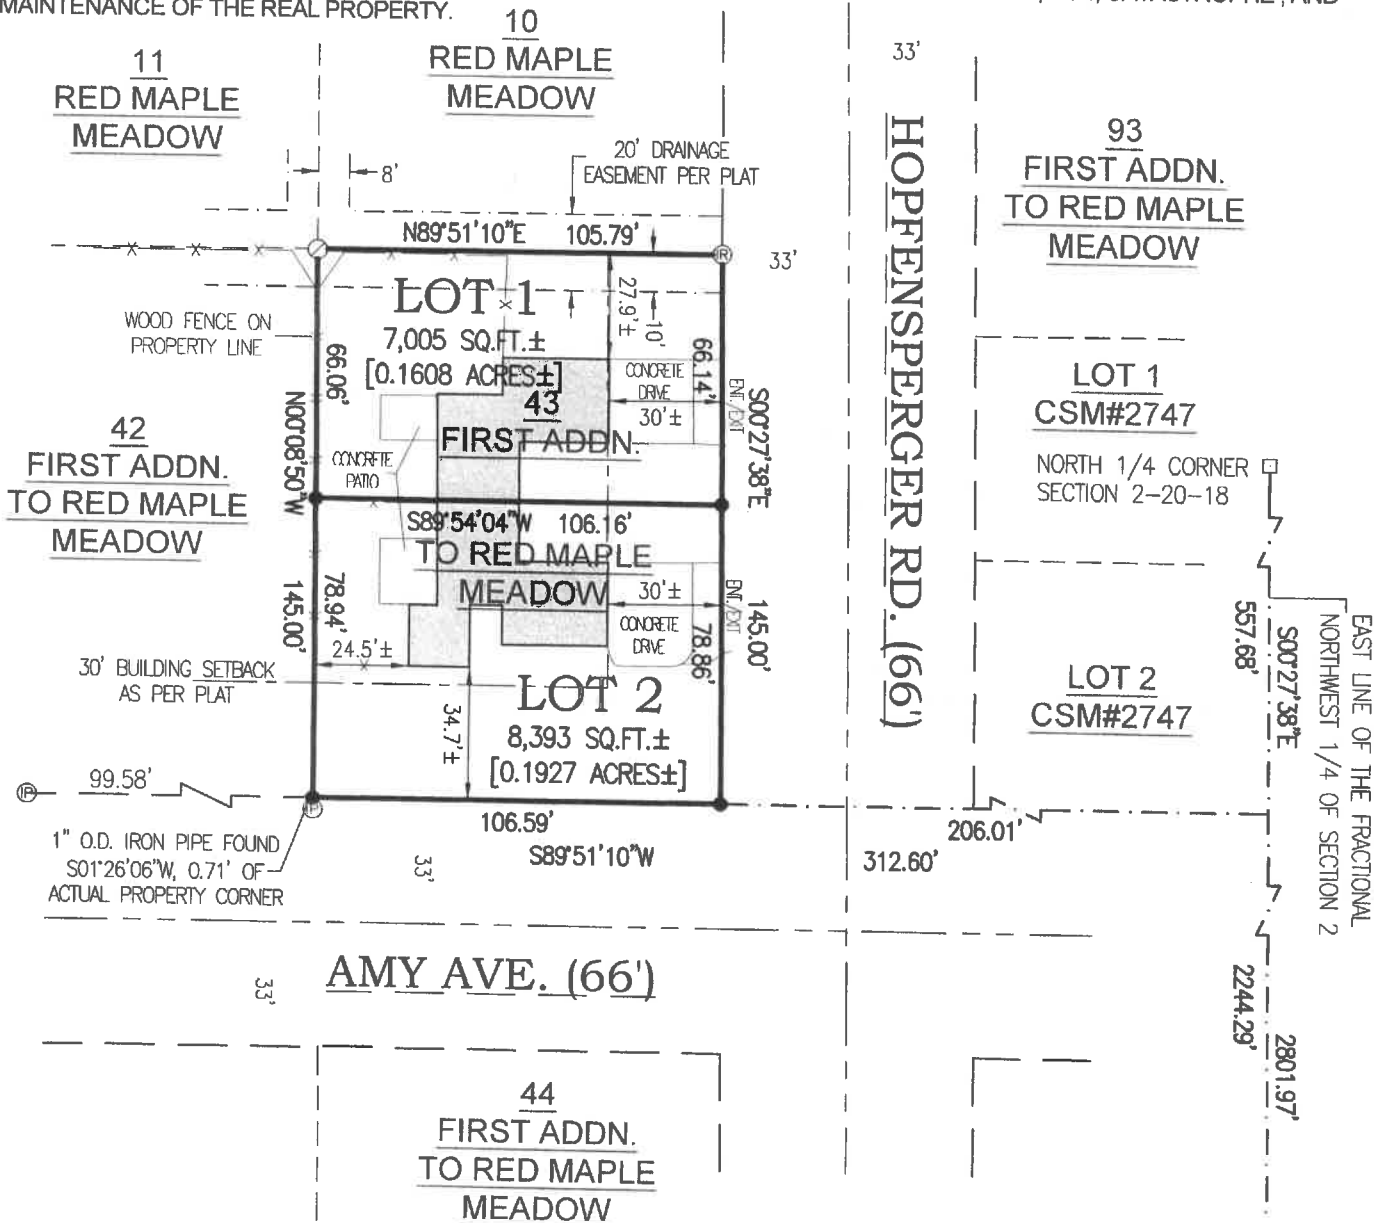 MAINTENANCE OF THE REAL PROPERTY.
AND
11
RED MAPLE
MEADOW
10
RED MAPLE
MEADOW
33'
93
FIRST ADDN.
TO RED MAPLE
MEADOW
8'
20' DRAINAGE
EASEMENT PER PLAT
N89°51'10"E 105.79'
IR
33'
HOPFENSPERGER RD. (66')
LOT 1
7,005 SQ.FT.±
[0.1608 ACRES±]
27.9'±
10'
66.14'
S00°27'38"E
145.00'
WOOD FENCE ON
PROPERTY LINE
66.06'
N00°08'50"W
145.00'
CONCRETE
DRIVE
30'±
ENT./EXIT
43
FIRST ADDN.
TO RED MAPLE
MEADOW
CONCRETE
PATIO
42
FIRST ADDN.
TO RED MAPLE
MEADOW
LOT 1
CSM#2747
NORTH 1/4 CORNER
SECTION 2-20-18
S89°54'04"W 106.16'
78.94'
30'±
CONCRETE
DRIVE
ENT./EXIT
78.86'
24.5'±
30' BUILDING SETBACK
AS PER PLAT
34.7'±
LOT 2
8,393 SQ.FT.±
[0.1927 ACRES±]
LOT 2
CSM#2747
557.68'
S00°27'38"E
EAST LINE OF THE FRACTIONAL
NORTHWEST 1/4 OF SECTION 2
IP
99.58'
IP
1" O.D. IRON PIPE FOUND
S01°26'06"W, 0.71' OF
ACTUAL PROPERTY CORNER
106.59'
S89°51'10"W
206.01'
312.60'
33'
AMY AVE. (66')
33'
2244.29'
2801.97'
44
FIRST ADDN.
TO RED MAPLE
MEADOW